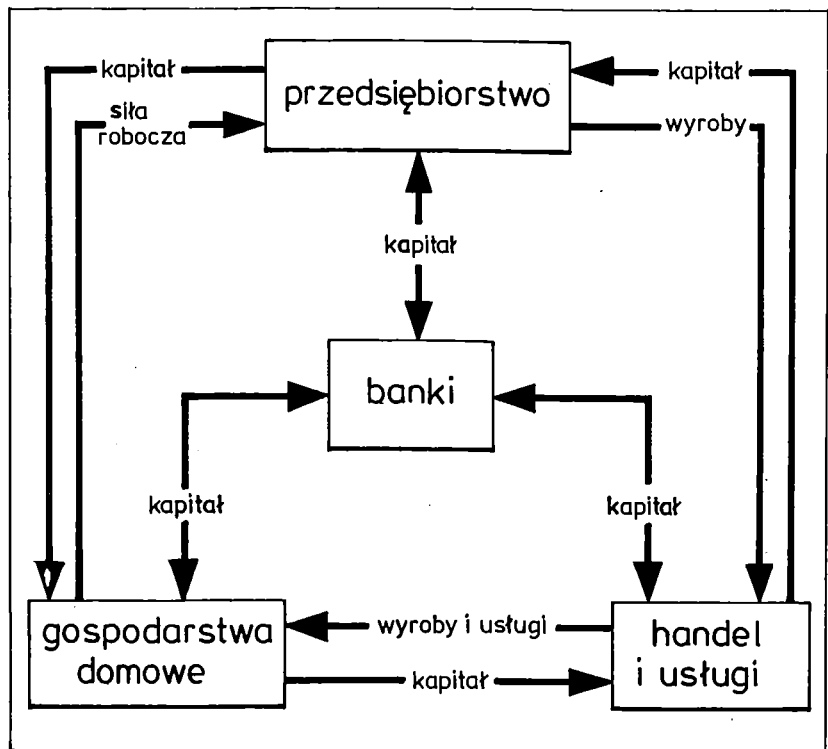 kapitał
przedsiębiorstwo
kapitał
siła
robocza
wyroby
kapitał
banki
kapitał
kapitał
gospodarstwa
domowe
wyroby i usługi
kapitał
handel
i usługi